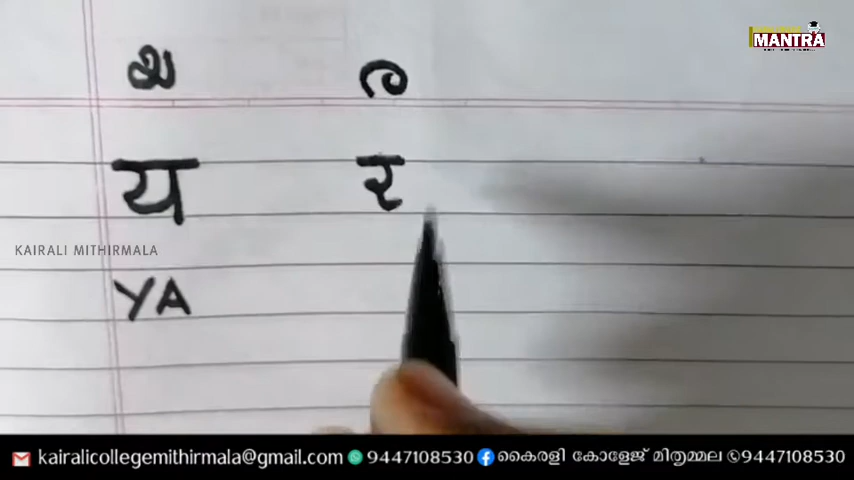 MANTRA
യ ര
य र
KAIRALI MITHIRMALA
YA
kairalicollegemithirmala@gmail.com 9447108530 കൈരളി കോളേജ് മിതൃമ്മല 9447108530